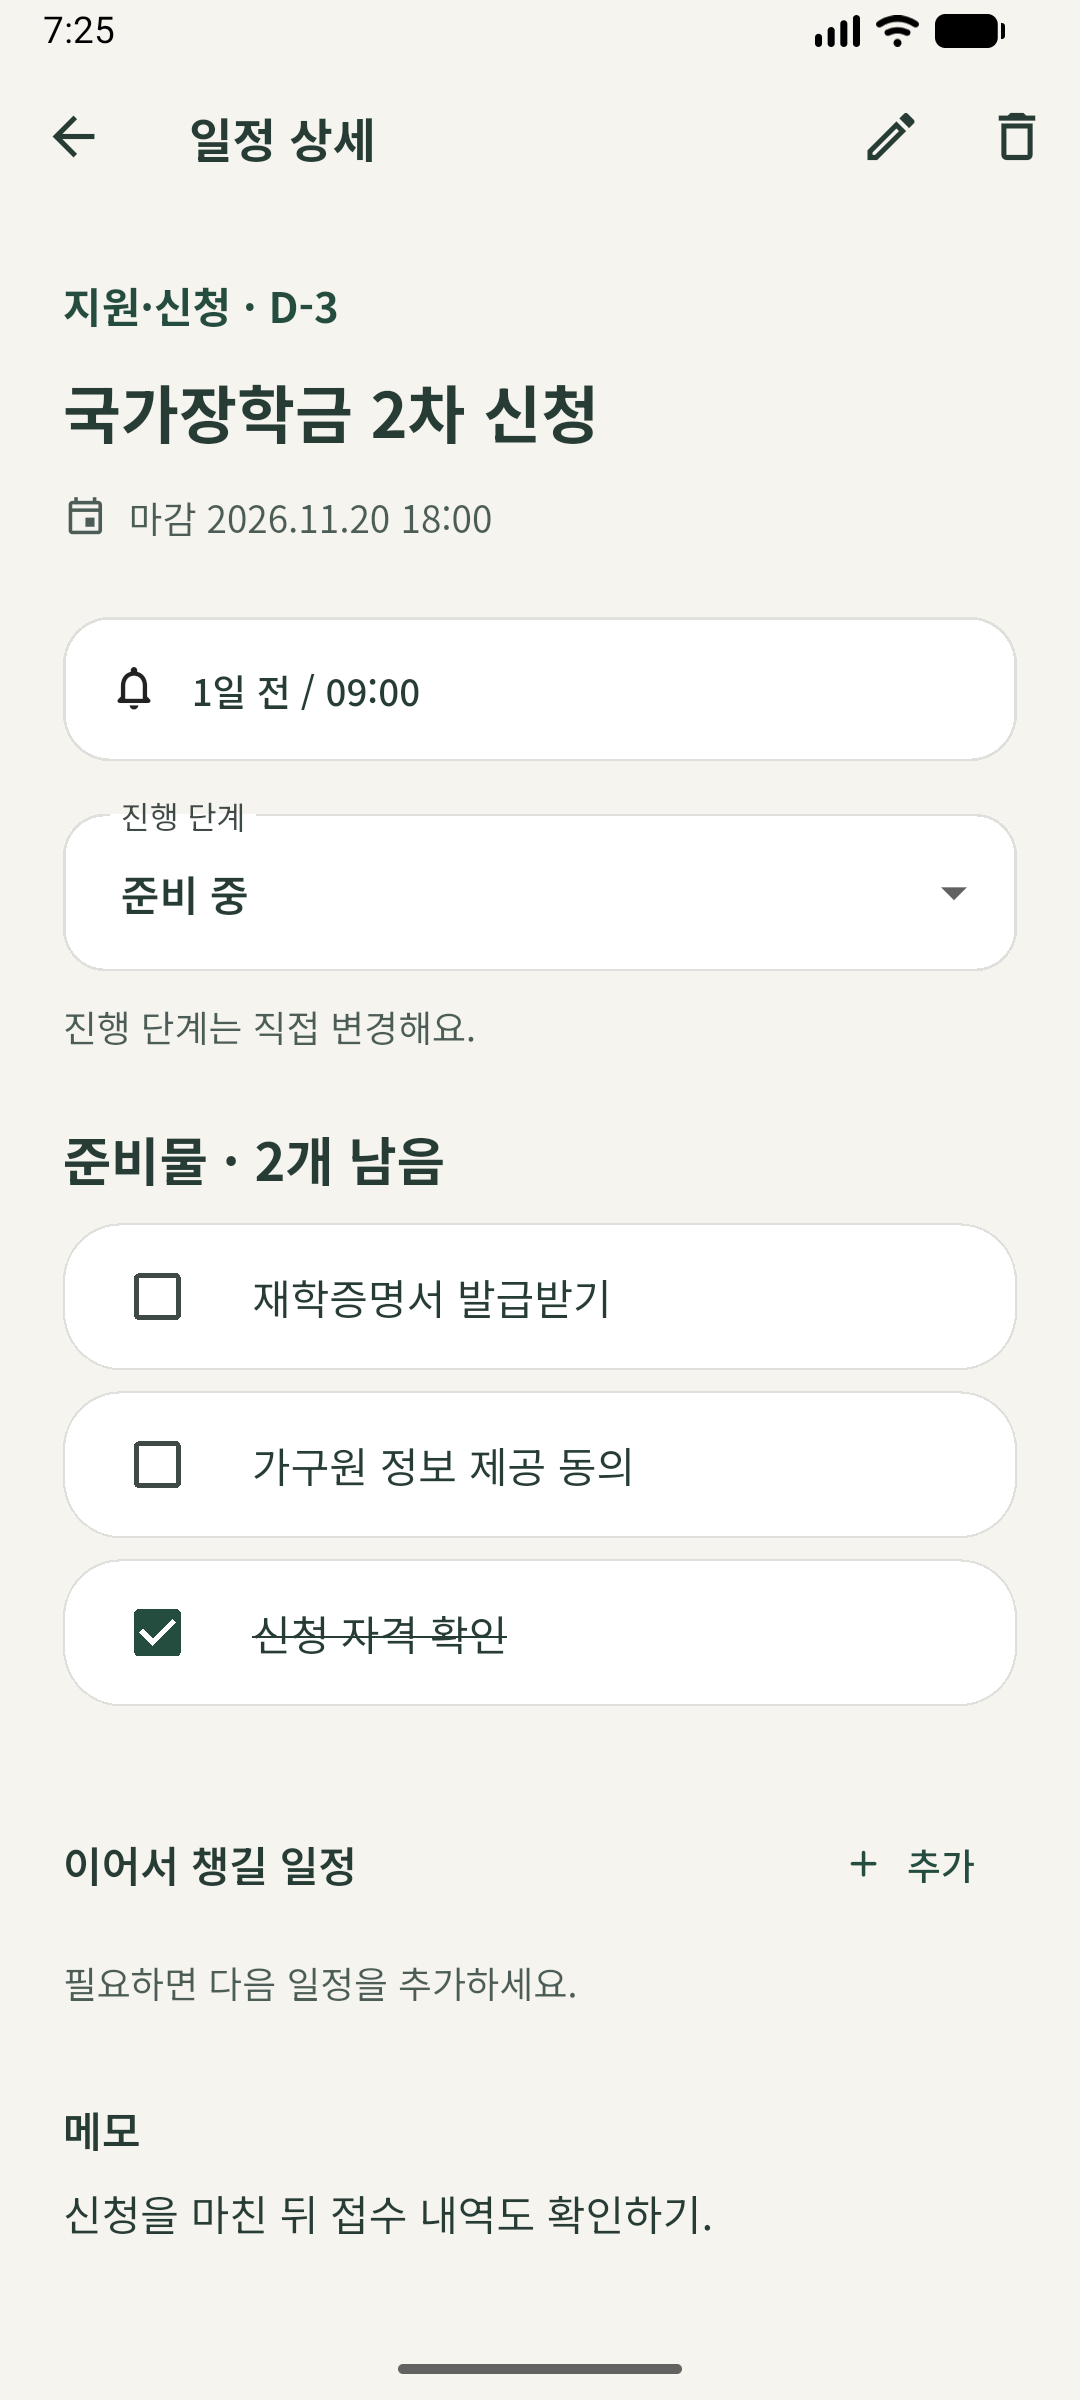 7:25
일정 상세
지원·신청 · D-3
국가장학금 2차 신청
마감 2026.11.20 18:00
1일 전 / 09:00
진행 단계
준비 중
진행 단계는 직접 변경해요.
준비물 · 2개 남음
재학증명서 발급받기
가구원 정보 제공 동의
신청 자격 확인
이어서 챙길 일정
+ 추가
필요하면 다음 일정을 추가하세요.
메모
신청을 마친 뒤 접수 내역도 확인하기.